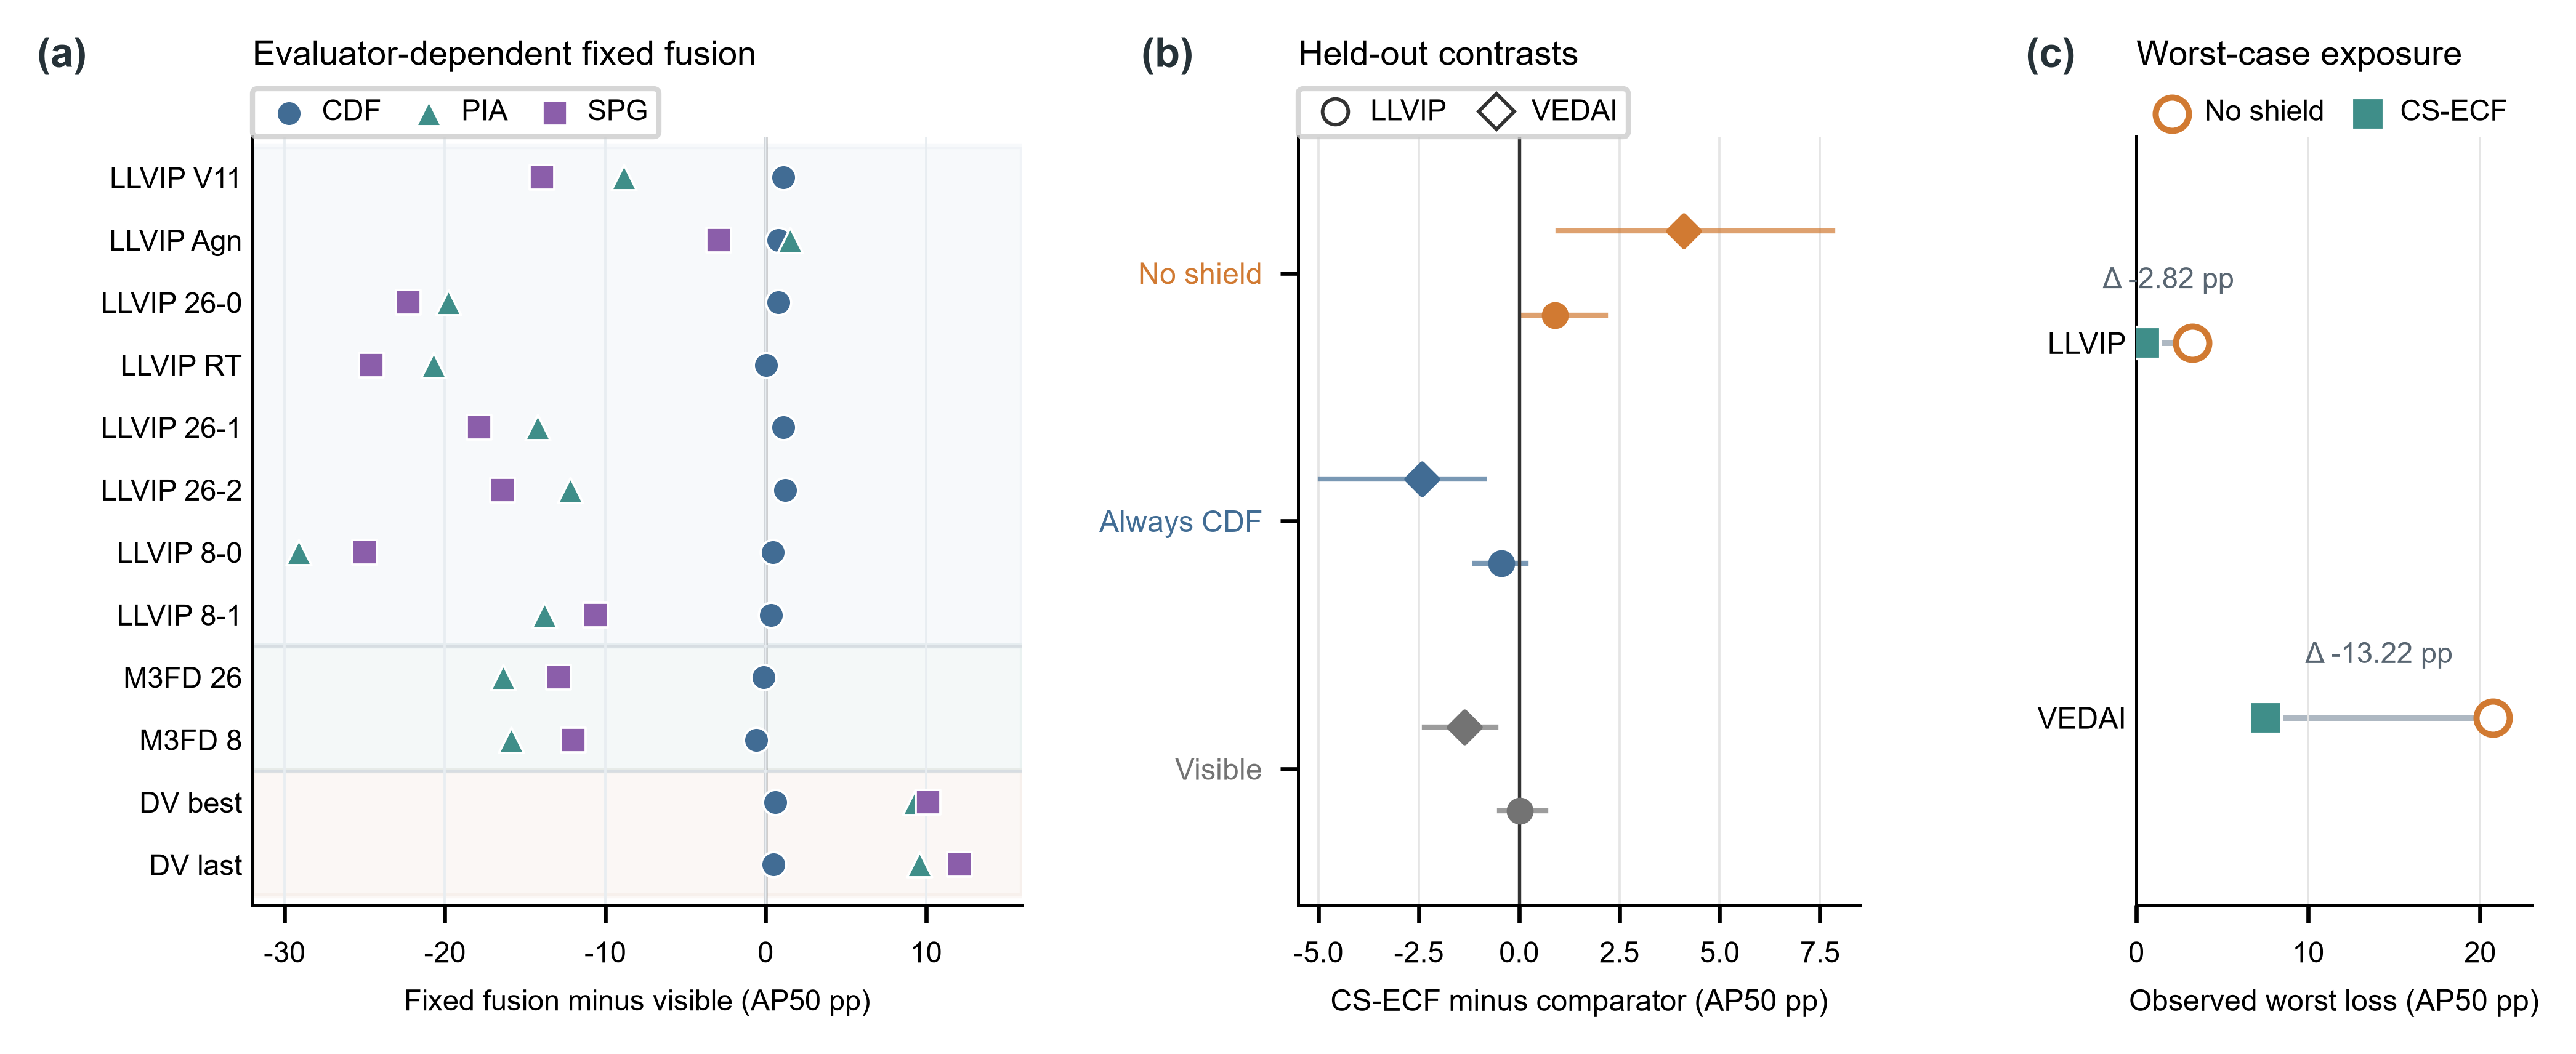 (a) Evaluator-dependent fixed fusion
CDF PIA SPG
LLVIP V11
LLVIP Agn
LLVIP 26-0
LLVIP RT
LLVIP 26-1
LLVIP 26-2
LLVIP 8-0
LLVIP 8-1
M3FD 26
M3FD 8
DV best
DV last
-30 -20 -10 0 10
Fixed fusion minus visible (AP50 pp)
(b) Held-out contrasts
LLVIP VEDAI
No shield
Always CDF
Visible
-5.0 -2.5 0.0 2.5 5.0 7.5
CS-ECF minus comparator (AP50 pp)
(c) Worst-case exposure
No shield CS-ECF
Δ -2.82 pp
LLVIP
Δ -13.22 pp
VEDAI
0 10 20
Observed worst loss (AP50 pp)